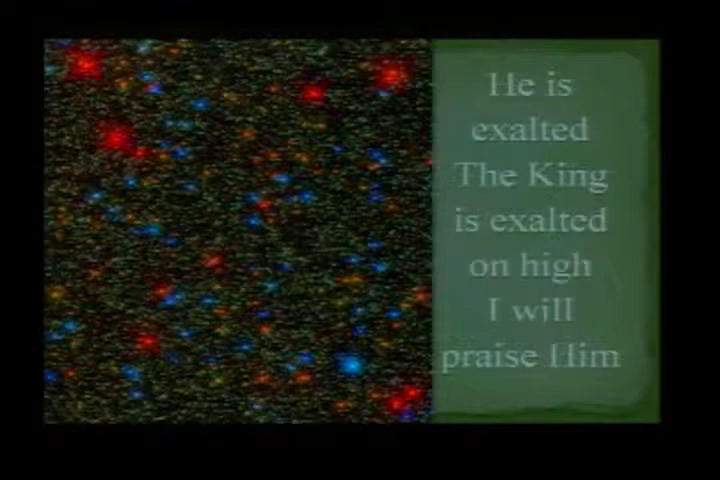 He is
exalted
The King
is exalted
on high
I will
praise Him